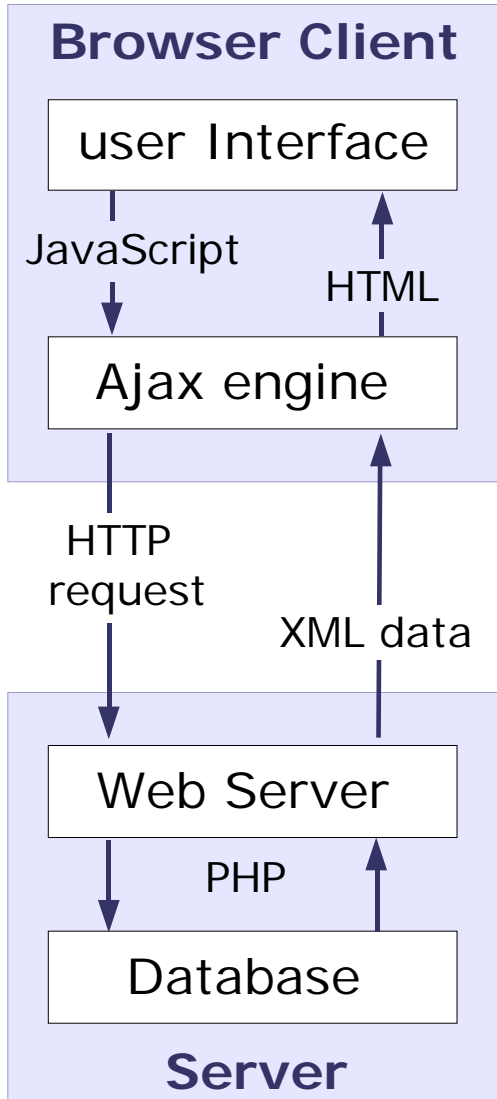 Browser Client
user Interface
JavaScript
HTML
Ajax engine
HTTP
request
XML data
Web Server
PHP
Database
Server